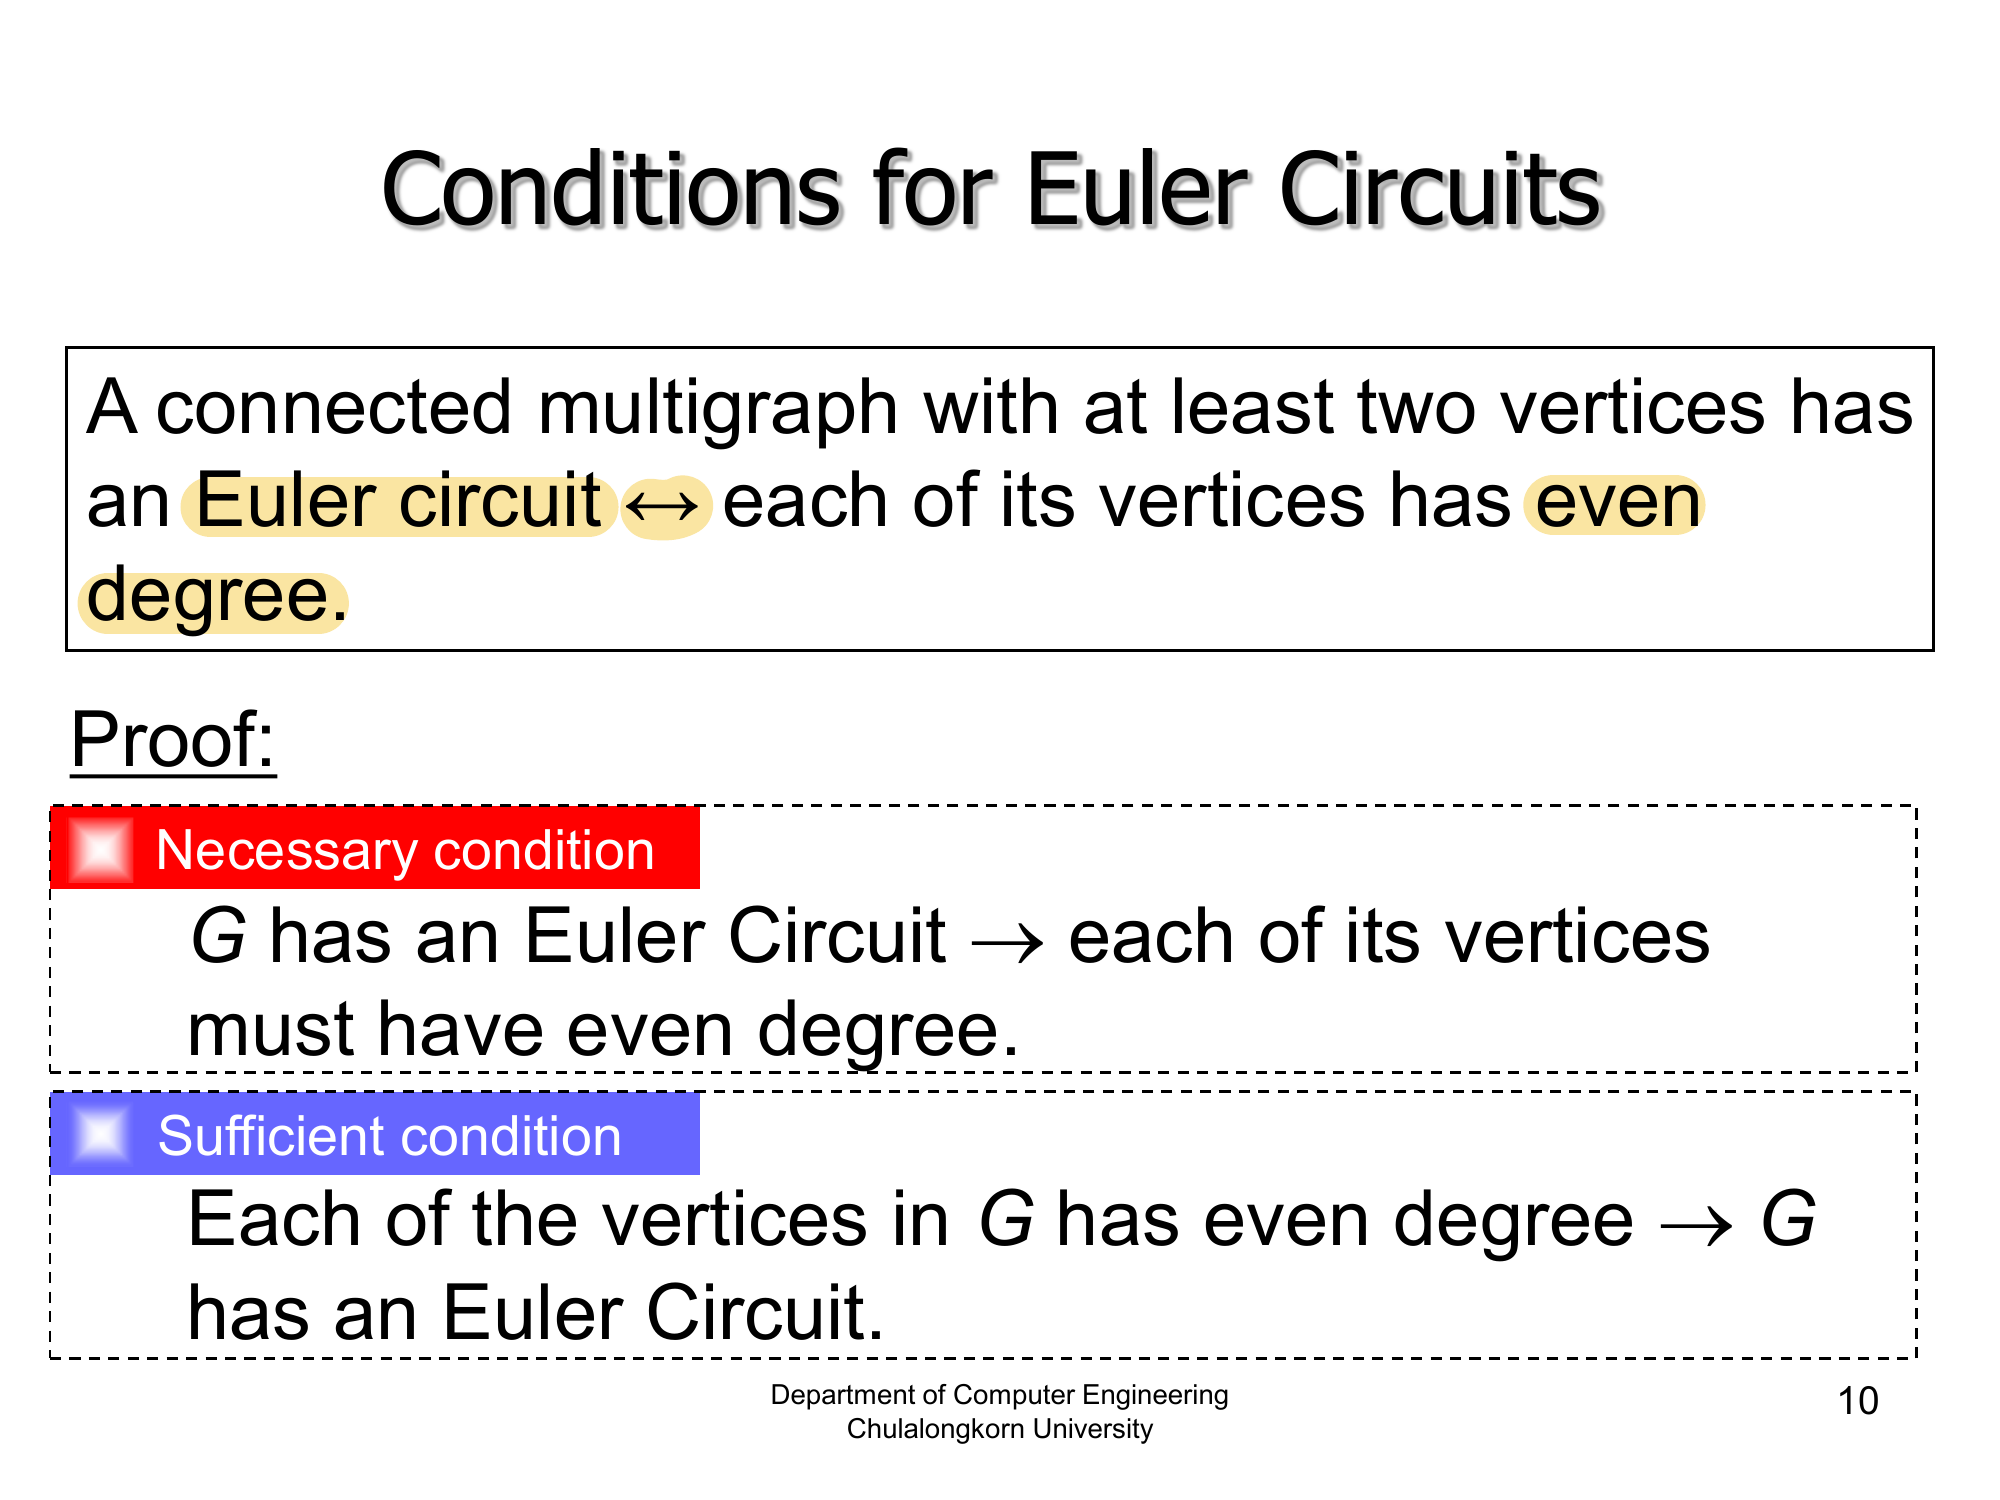 Conditions for Euler Circuits
A connected multigraph with at least two vertices has
an Euler circuit ↔ each of its vertices has even
degree.
Proof:
Necessary condition
G has an Euler Circuit → each of its vertices
must have even degree.
Sufficient condition
Each of the vertices in G has even degree → G
has an Euler Circuit.
Department of Computer Engineering
Chulalongkorn University
10